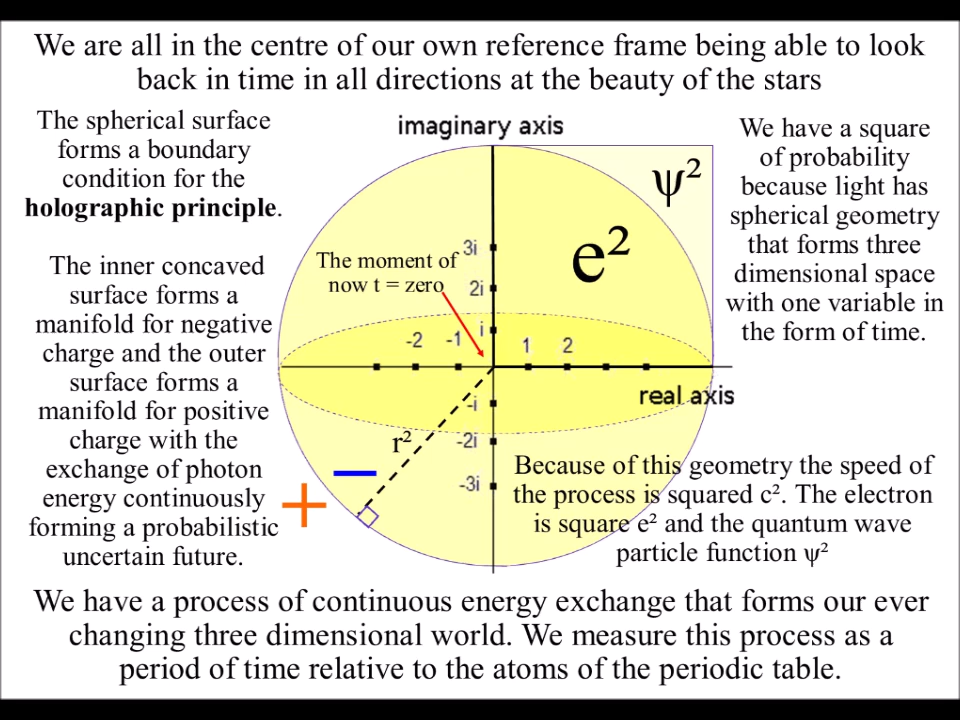 We are all in the centre of our own reference frame being able to look
back in time in all directions at the beauty of the stars
The spherical surface
forms a boundary
condition for the
holographic principle.
The inner concaved
surface forms a
manifold for negative
charge and the outer
surface forms a
manifold for positive
charge with the
exchange of photon
energy continuously
forming a probabilistic
uncertain future.
imaginary axis
ψ²
e²
The moment of
now t = zero
3i
2i
i
-2 -1 1 2
real axis
-i
-2i
-3i
r²
−
+
We have a square
of probability
because light has
spherical geometry
that forms three
dimensional space
with one variable in
the form of time.
Because of this geometry the speed of
the process is squared c². The electron
is square e² and the quantum wave
particle function ψ²
We have a process of continuous energy exchange that forms our ever
changing three dimensional world. We measure this process as a
period of time relative to the atoms of the periodic table.